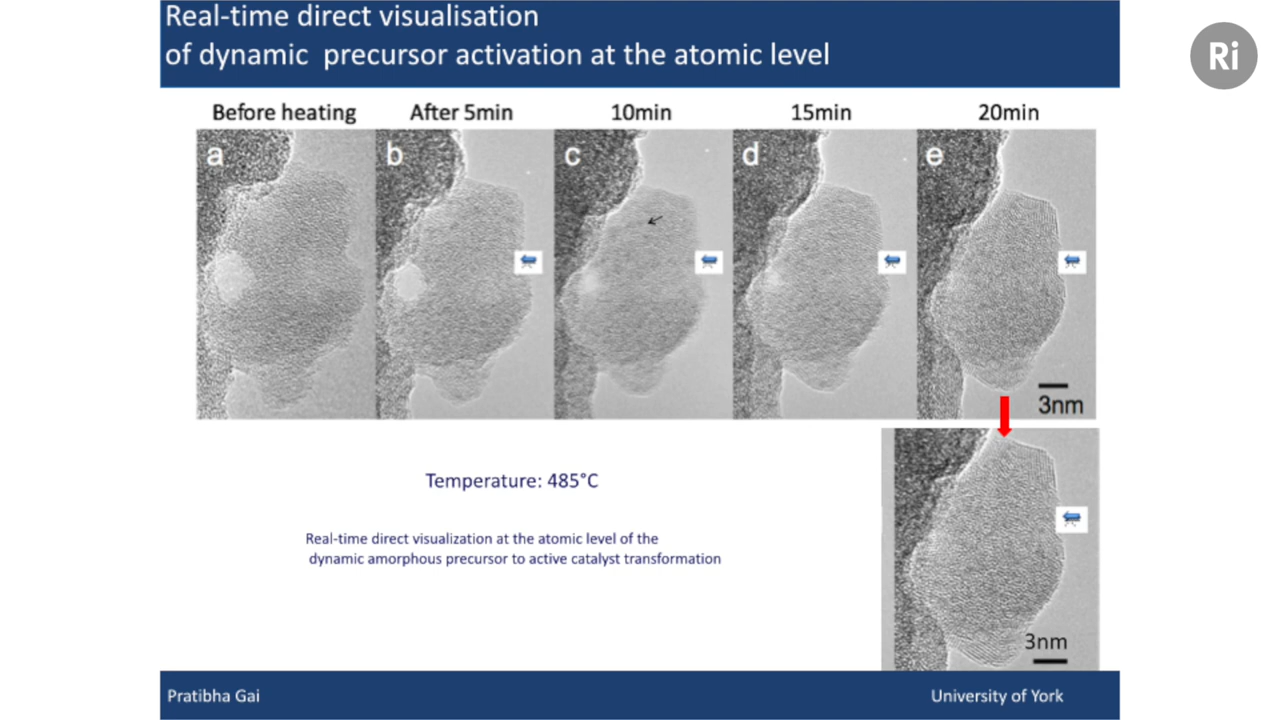 Real-time direct visualisation
of dynamic precursor activation at the atomic level
Ri
Before heating After 5min 10min 15min 20min
a b c d e
3nm
Temperature: 485°C
Real-time direct visualization at the atomic level of the
dynamic amorphous precursor to active catalyst transformation
3nm
Pratibha Gai University of York